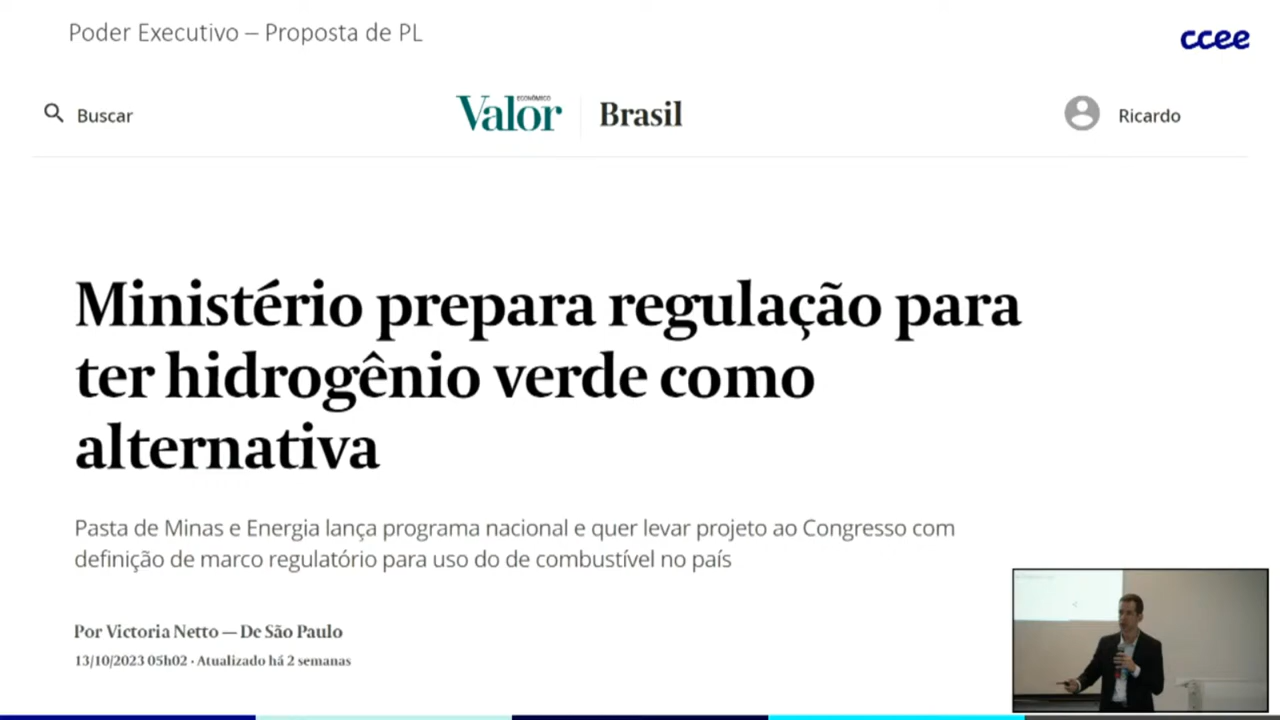 Poder Executivo – Proposta de PL
ccee
Buscar
Valor ECONÔMICO
Brasil
Ricardo
Ministério prepara regulação para
ter hidrogênio verde como
alternativa
Pasta de Minas e Energia lança programa nacional e quer levar projeto ao Congresso com
definição de marco regulatório para uso do de combustível no país
Por Victoria Netto — De São Paulo
13/10/2023 05h02 · Atualizado há 2 semanas